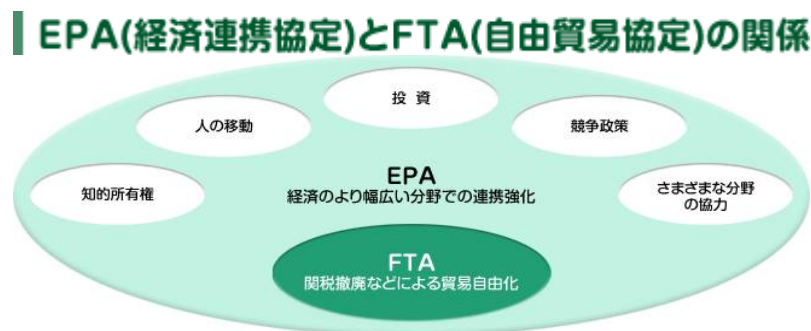 EPA(経済連携協定)とFTA(自由貿易協定)の関係
投 資
人の移動
競争政策
知的所有権
EPA
経済のより幅広い分野での連携強化
さまざまな分野
の協力
FTA
関税撤廃などによる貿易自由化